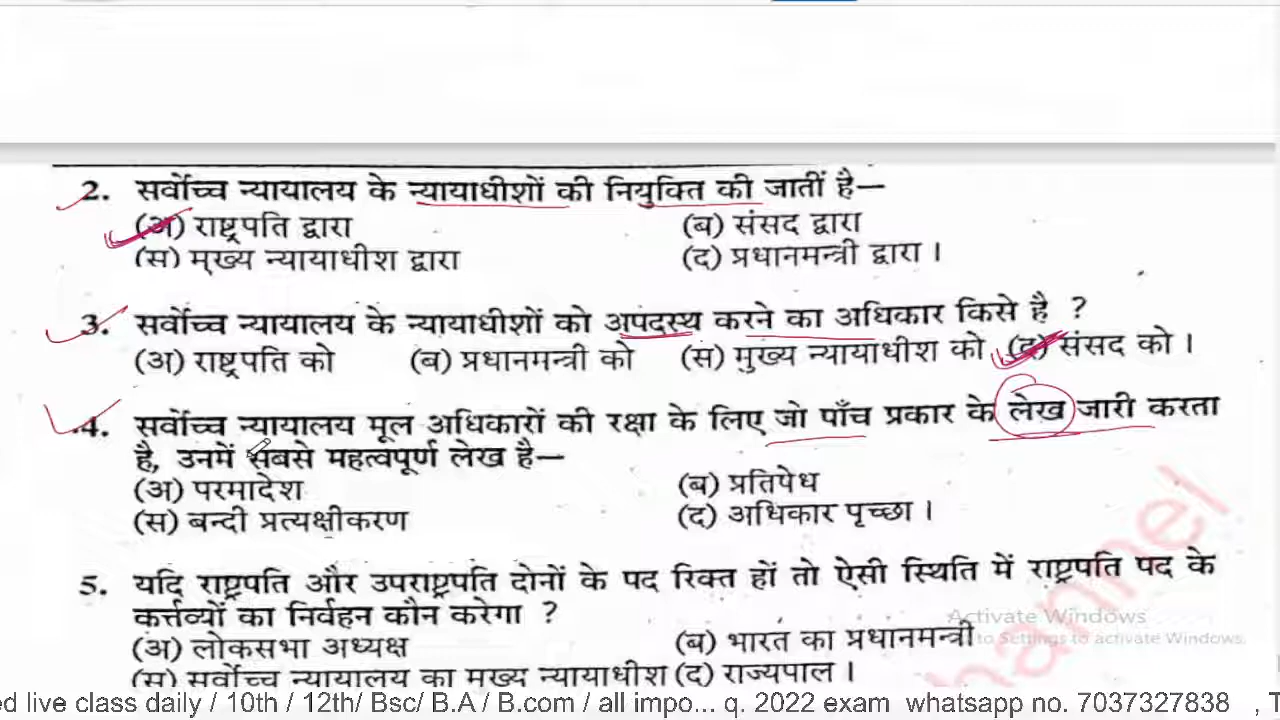 2. सर्वोच्च न्यायालय के न्यायाधीशों की नियुक्ति की जातीं है—
(अ) राष्ट्रपति द्वारा (ब) संसद द्वारा
(स) मुख्य न्यायाधीश द्वारा (द) प्रधानमन्त्री द्वारा ।
3. सर्वोच्च न्यायालय के न्यायाधीशों को अपदस्थ करने का अधिकार किसे है ?
(अ) राष्ट्रपति को (ब) प्रधानमन्त्री को (स) मुख्य न्यायाधीश को (द) संसद को ।
4. सर्वोच्च न्यायालय मूल अधिकारों की रक्षा के लिए जो पाँच प्रकार के लेख जारी करता
है, उनमें सबसे महत्वपूर्ण लेख है—
(अ) परमादेश (ब) प्रतिपेध
(स) बन्दी प्रत्यक्षीकरण (द) अधिकार पृच्छा ।
5. यदि राष्ट्रपति और उपराष्ट्रपति दोनों के पद रिक्त हों तो ऐसी स्थिति में राष्ट्रपति पद के
कर्त्तव्यों का निर्वहन कौन करेगा ?
(अ) लोकसभा अध्यक्ष (ब) भारत का प्रधानमन्त्री
(स) सर्वोच्च न्यायालय का मुख्य न्यायाधीश (द) राज्यपाल ।
Activate Windows
to Settings to activate Windows.
hannel
ed live class daily / 10th / 12th/ Bsc/ B.A / B.com / all impo... q. 2022 exam whatsapp no. 7037327838 , T